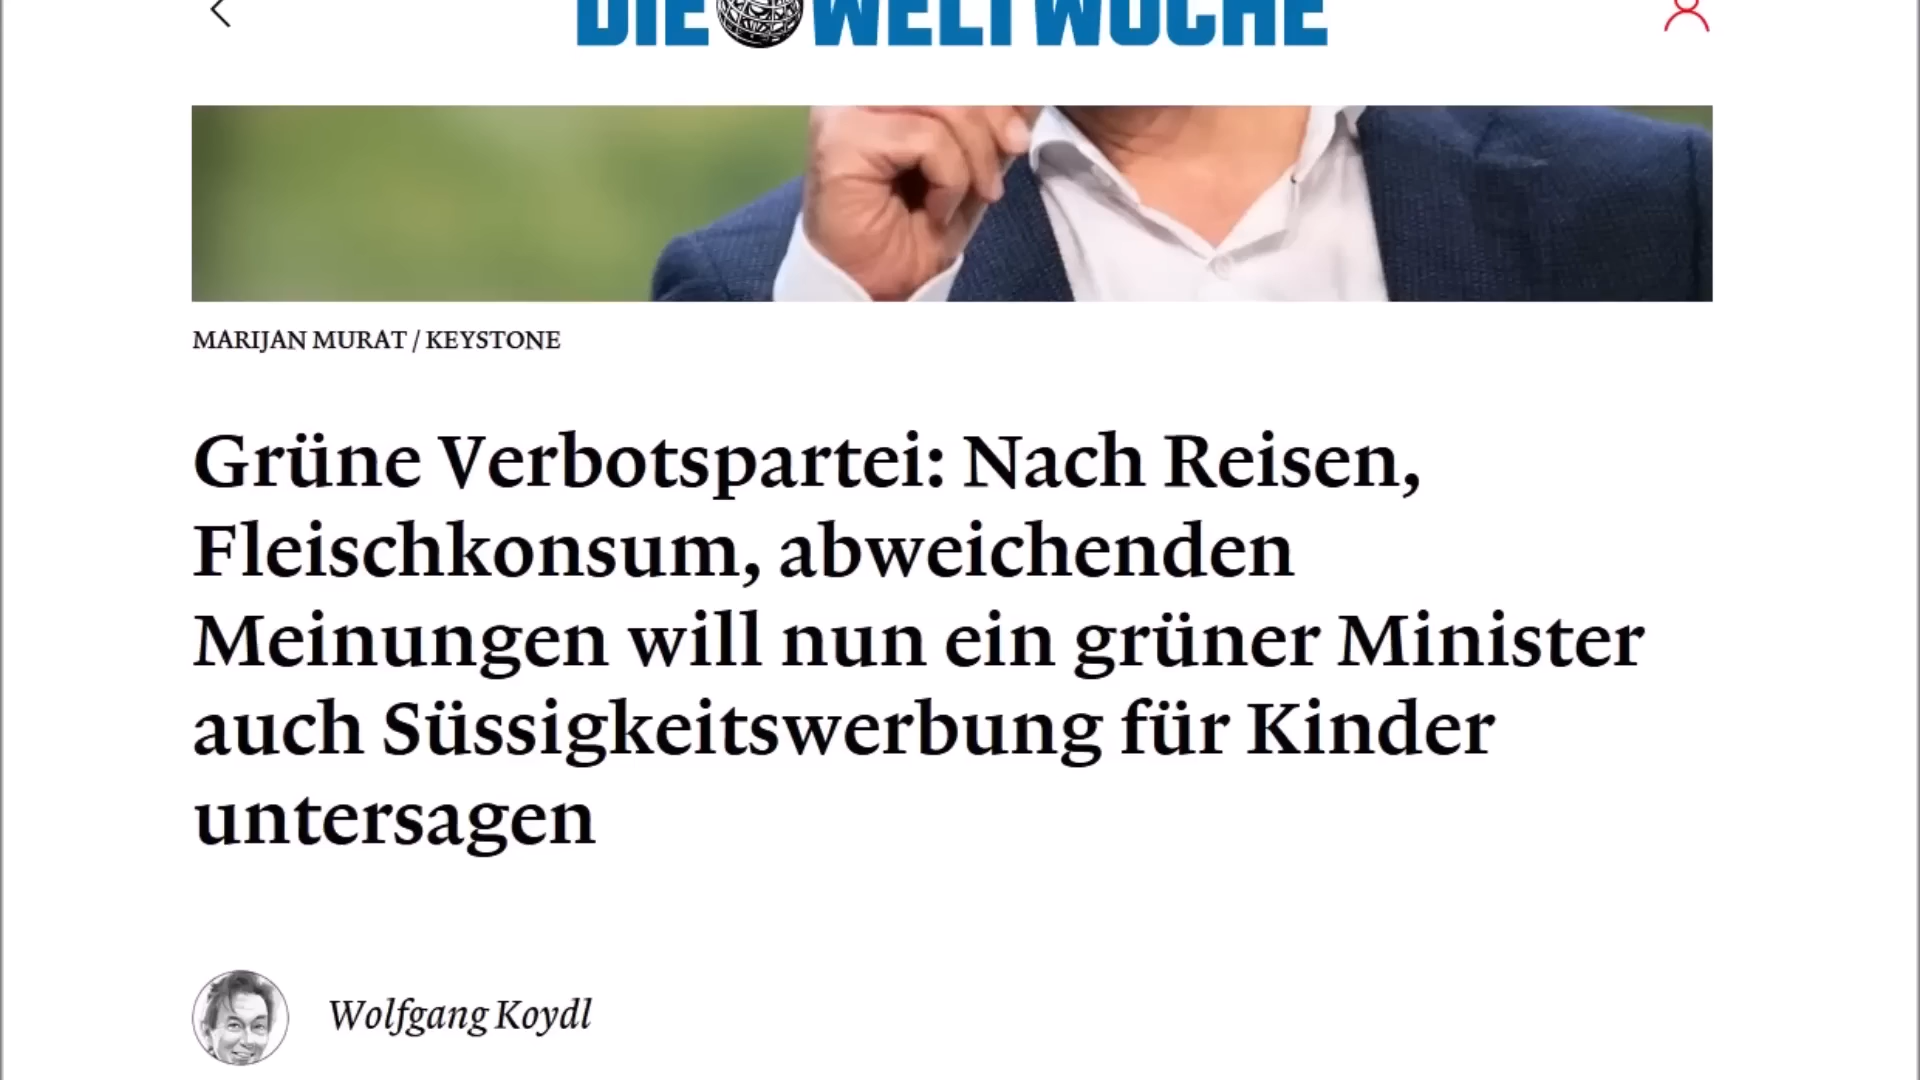 DIE WELTWOCHE
MARIJAN MURAT / KEYSTONE
Grüne Verbotspartei: Nach Reisen,
Fleischkonsum, abweichenden
Meinungen will nun ein grüner Minister
auch Süssigkeitswerbung für Kinder
untersagen
Wolfgang Koydl